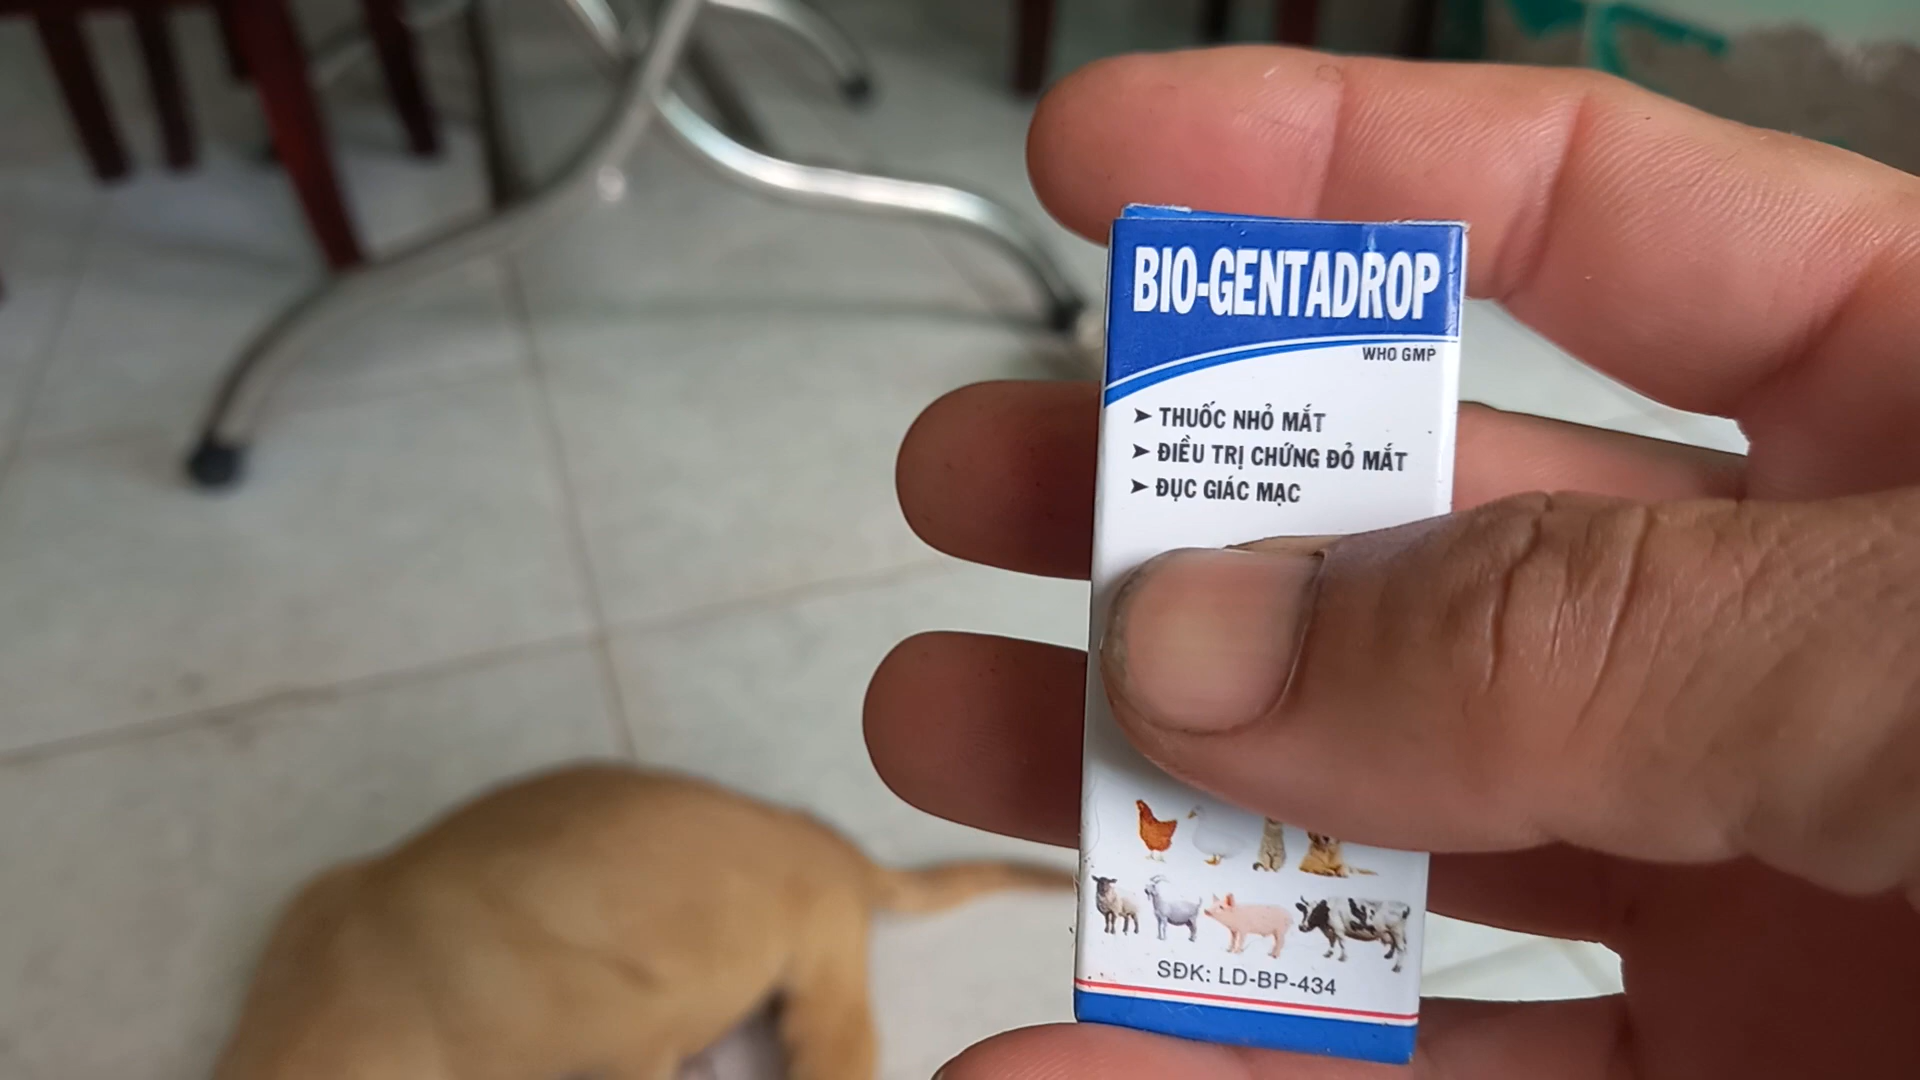 BIO-GENTADROP
WHO GMP
➤ THUỐC NHỎ MẮT
➤ ĐIỀU TRỊ CHỨNG ĐỎ MẮT
➤ ĐỤC GIÁC MẠC
SĐK: LD-BP-434